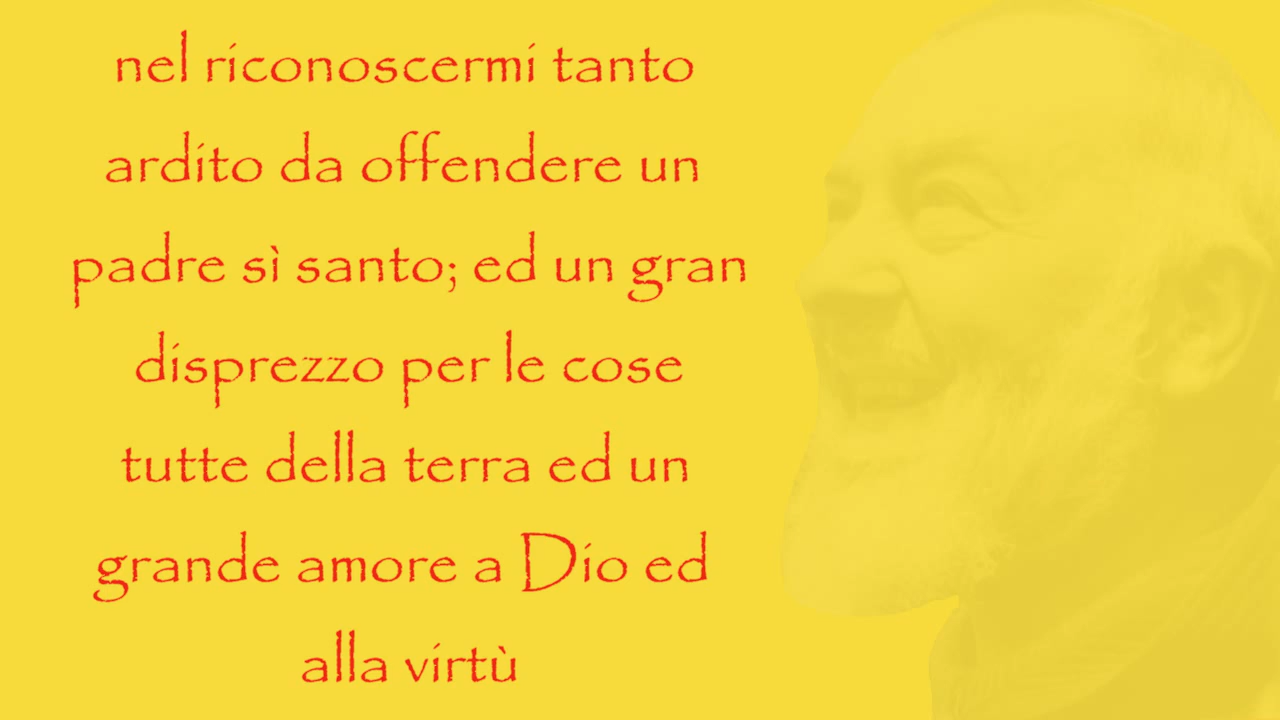 nel riconoscermi tanto
ardito da offendere un
padre sì santo; ed un gran
disprezzo per le cose
tutte della terra ed un
grande amore a Dio ed
alla virtù